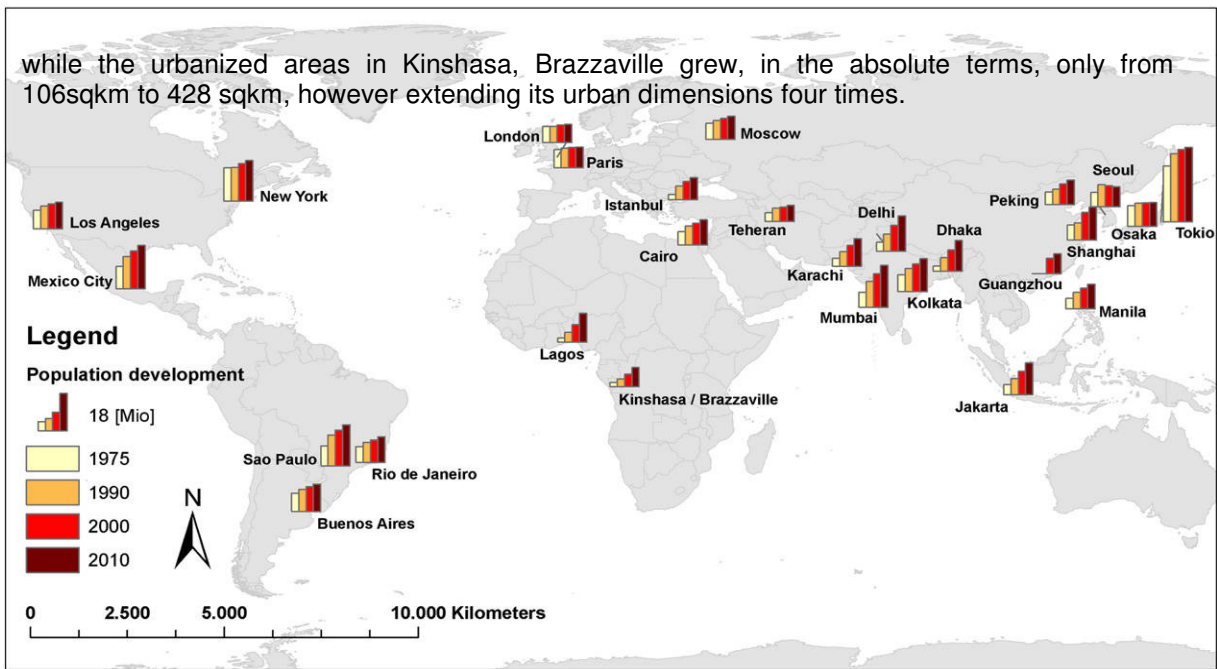 while the urbanized areas in Kinshasa, Brazzaville grew, in the absolute terms, only from
106sqkm to 428 sqkm, however extending its urban dimensions four times.
London
Moscow
Paris
New York
Los Angeles
Mexico City
Istanbul
Cairo
Teheran
Delhi
Dhaka
Karachi
Mumbai
Kolkata
Peking
Seoul
Osaka
Tokio
Shanghai
Guangzhou
Manila
Lagos
Kinshasa / Brazzaville
Jakarta
Sao Paulo
Rio de Janeiro
Buenos Aires
Legend
Population development
18 [Mio]
1975
1990
2000
2010
N
0 2.500 5.000 10.000 Kilometers